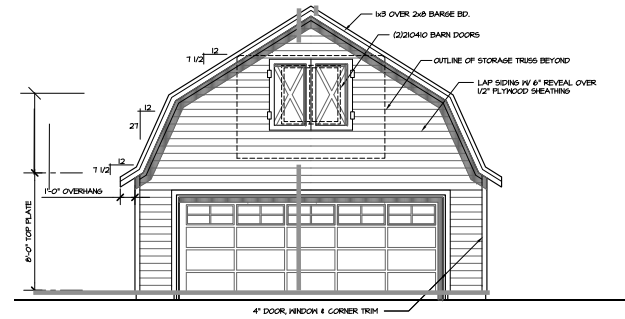 1x3 OVER 2x8 BARGE BD.
(2)210410 BARN DOORS
12
7 1/2
OUTLINE OF STORAGE TRUSS BEYOND
LAP SIDING W/ 6" REVEAL OVER
1/2" PLYWOOD SHEATHING
12
27
12
7 1/2
1'-0" OVERHANG
8'-0" TOP PLATE
4" DOOR, WINDOW & CORNER TRIM